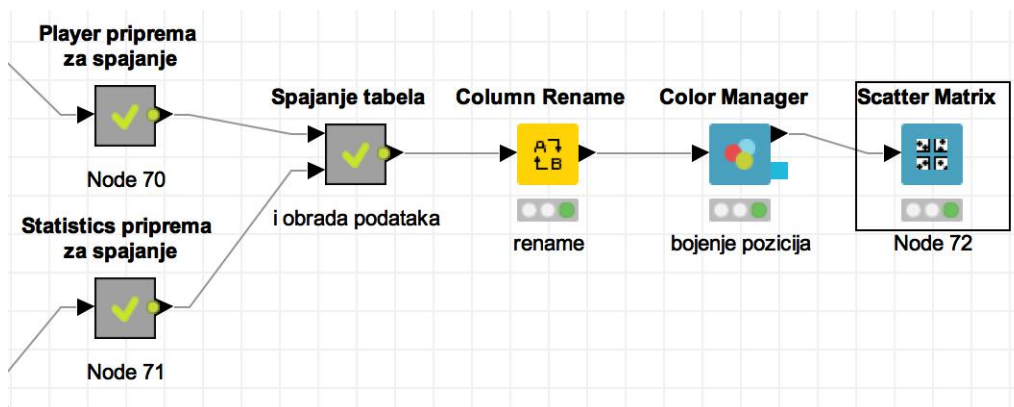 Player priprema
za spajanje
Node 70
Statistics priprema
za spajanje
Node 71
Spajanje tabela
i obrada podataka
Column Rename
A
B
rename
Color Manager
bojenje pozicija
Scatter Matrix
Node 72